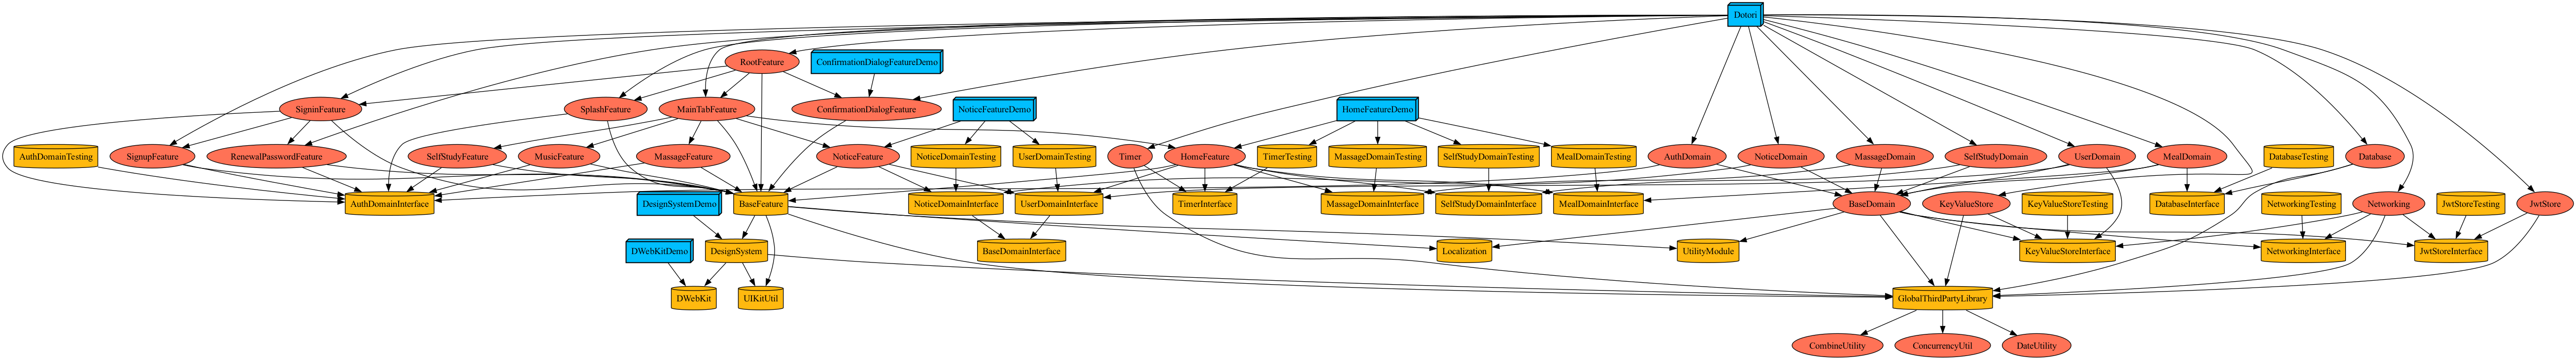 Dotori
RootFeature
ConfirmationDialogFeatureDemo
SigninFeature
SplashFeature
MainTabFeature
ConfirmationDialogFeature
NoticeFeatureDemo
HomeFeatureDemo
AuthDomainTesting
SignupFeature
RenewalPasswordFeature
SelfStudyFeature
MusicFeature
MassageFeature
NoticeFeature
NoticeDomainTesting
UserDomainTesting
Timer
HomeFeature
TimerTesting
MassageDomainTesting
SelfStudyDomainTesting
MealDomainTesting
AuthDomain
NoticeDomain
MassageDomain
SelfStudyDomain
UserDomain
MealDomain
DatabaseTesting
Database
AuthDomainInterface
DesignSystemDemo
BaseFeature
NoticeDomainInterface
UserDomainInterface
TimerInterface
MassageDomainInterface
SelfStudyDomainInterface
MealDomainInterface
BaseDomain
KeyValueStore
KeyValueStoreTesting
DatabaseInterface
NetworkingTesting
Networking
JwtStoreTesting
JwtStore
DWebKitDemo
DesignSystem
BaseDomainInterface
Localization
UtilityModule
KeyValueStoreInterface
NetworkingInterface
JwtStoreInterface
DWebKit
UIKitUtil
GlobalThirdPartyLibrary
CombineUtility
ConcurrencyUtil
DateUtility